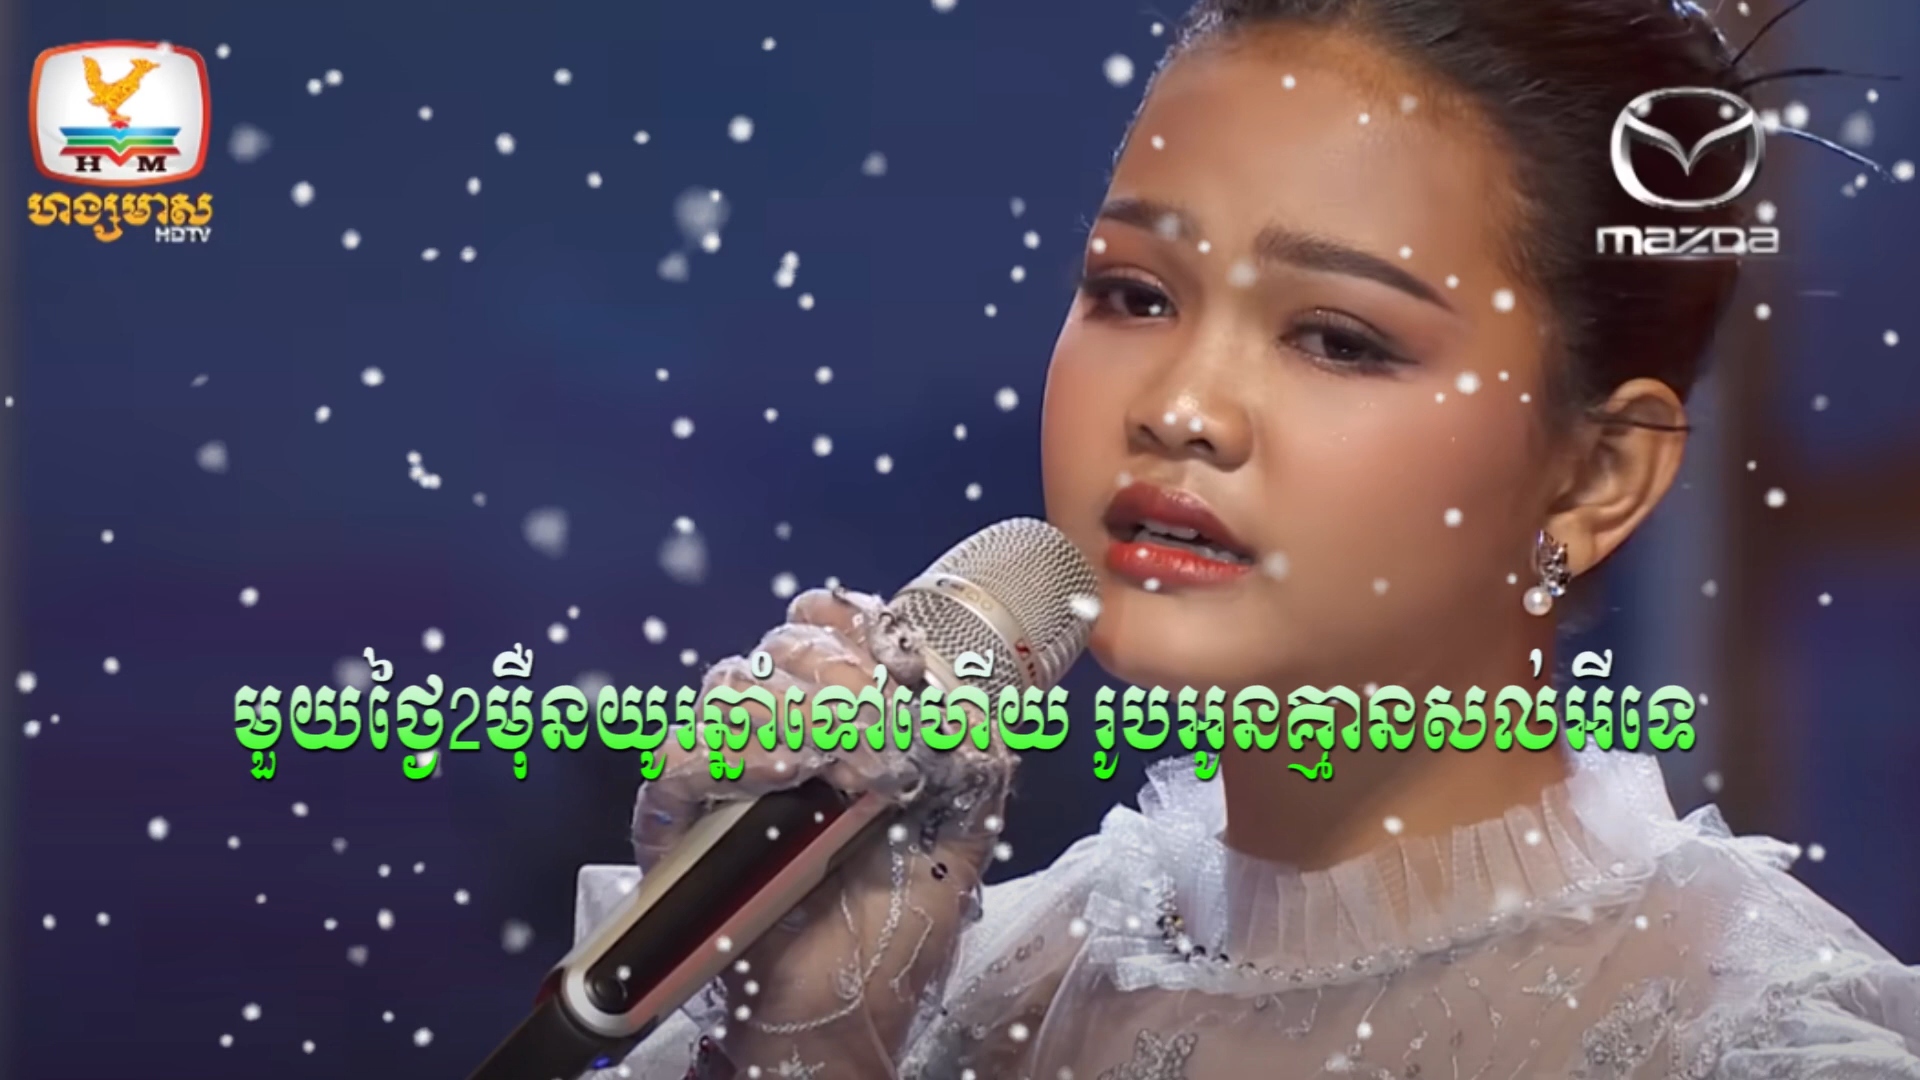 HM
ហង្សមាស
HDTV
mazda
មួយថ្ងៃ2ម៉ឺនយូរឆ្នាំទៅហើយ រូបអូនគ្មានសល់អីទេ